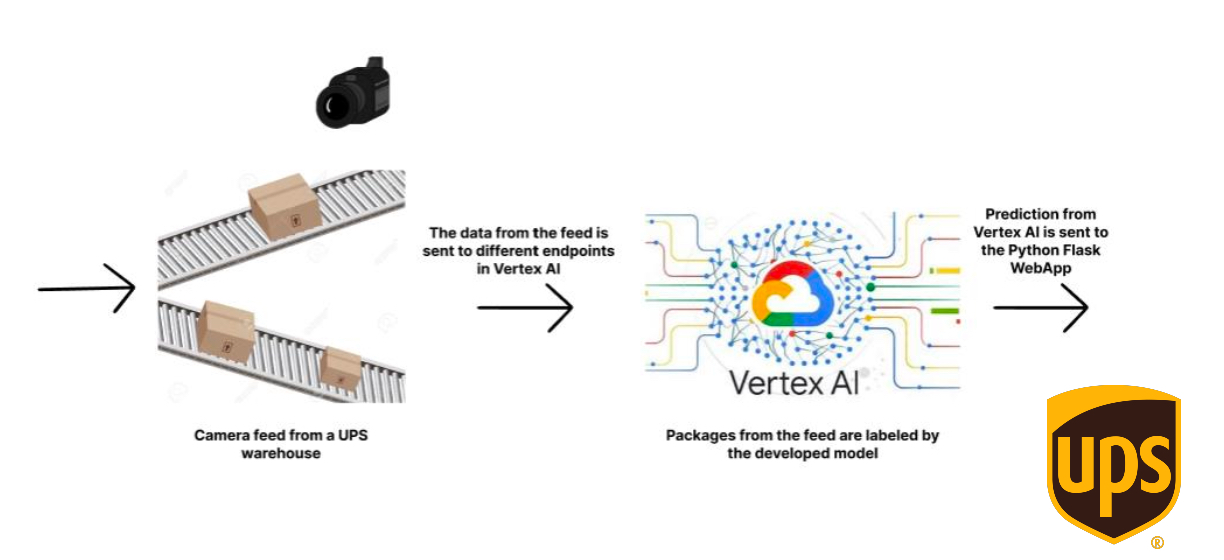 The data from the feed is
sent to different endpoints
in Vertex AI
Prediction from
Vertex AI is sent to
the Python Flask
WebApp
Vertex AI
Camera feed from a UPS
warehouse
Packages from the feed are labeled by
the developed model
ups
®